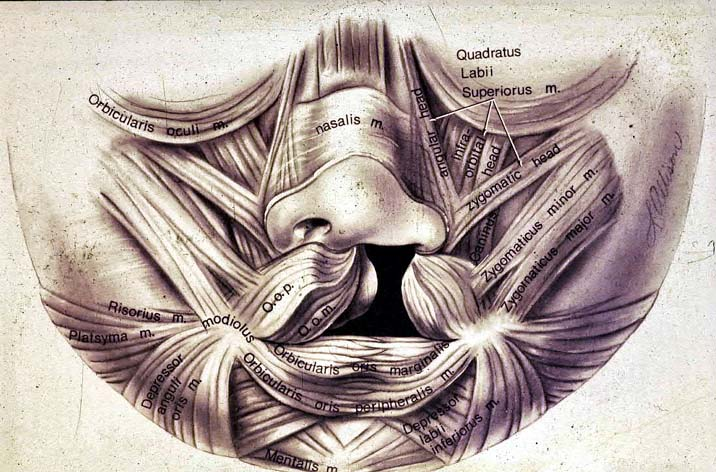 Quadratus
Labii
Superiorus m.
Orbicularis oculi m.
nasalis m.
angular head
Infra-
orbital
head
zygomatic head
Caninus
Zygomaticus minor m.
Zygomaticus major m.
O.o.p.
O.o.m.
Risorius m.
Platsyma m.
modiolus
Orbicularis oris marginalis
Orbicularis oris peripheralis m.
Depressor
anguli
oris m.
Depressor
labii
inferiorus m.
Mentalis m.